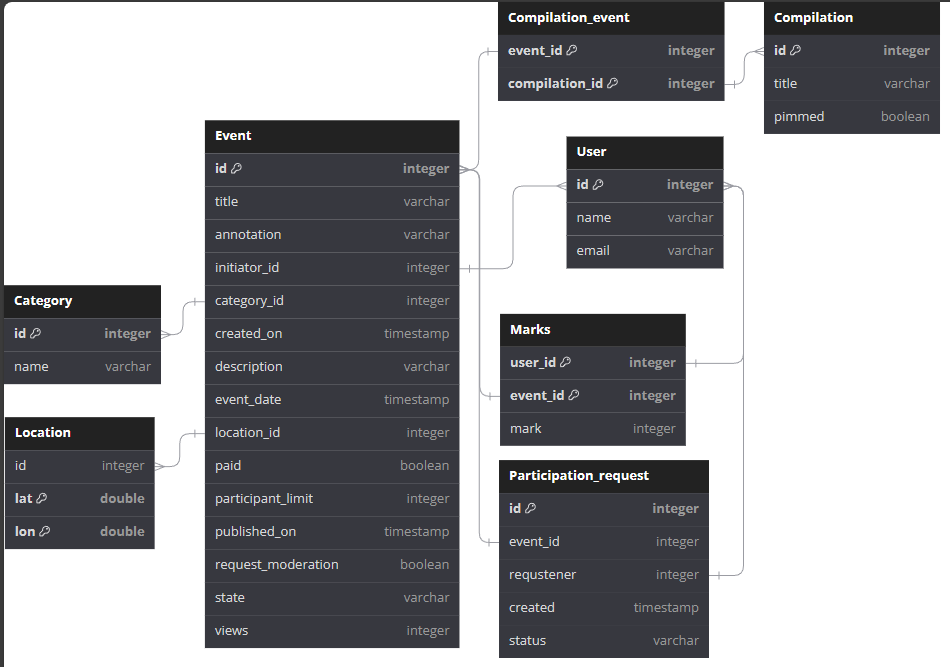 Compilation_event
event_id integer
compilation_id integer
Compilation
id integer
title varchar
pimmed boolean
Event
id integer
title varchar
annotation varchar
initiator_id integer
category_id integer
created_on timestamp
description varchar
event_date timestamp
location_id integer
paid boolean
participant_limit integer
published_on timestamp
request_moderation boolean
state varchar
views integer
User
id integer
name varchar
email varchar
Category
id integer
name varchar
Location
id integer
lat double
lon double
Marks
user_id integer
event_id integer
mark integer
Participation_request
id integer
event_id integer
requstener integer
created timestamp
status varchar